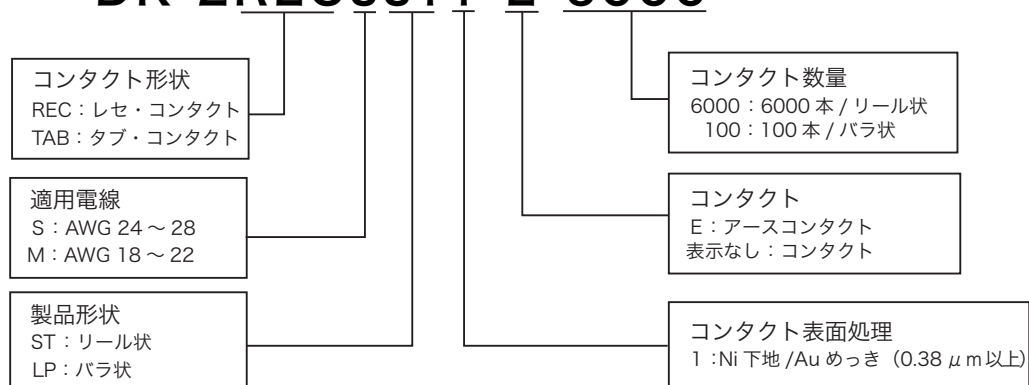 コンタクト形状
REC：レセ・コンタクト
TAB：タブ・コンタクト
適用電線
S：AWG 24～28
M：AWG 18～22
製品形状
ST：リール状
LP：バラ状
コンタクト数量
6000：6000 本 / リール状
100：100 本 / バラ状
コンタクト
E：アースコンタクト
表示なし：コンタクト
コンタクト表面処理
1：Ni 下地 /Au めっき（0.38 μm以上）